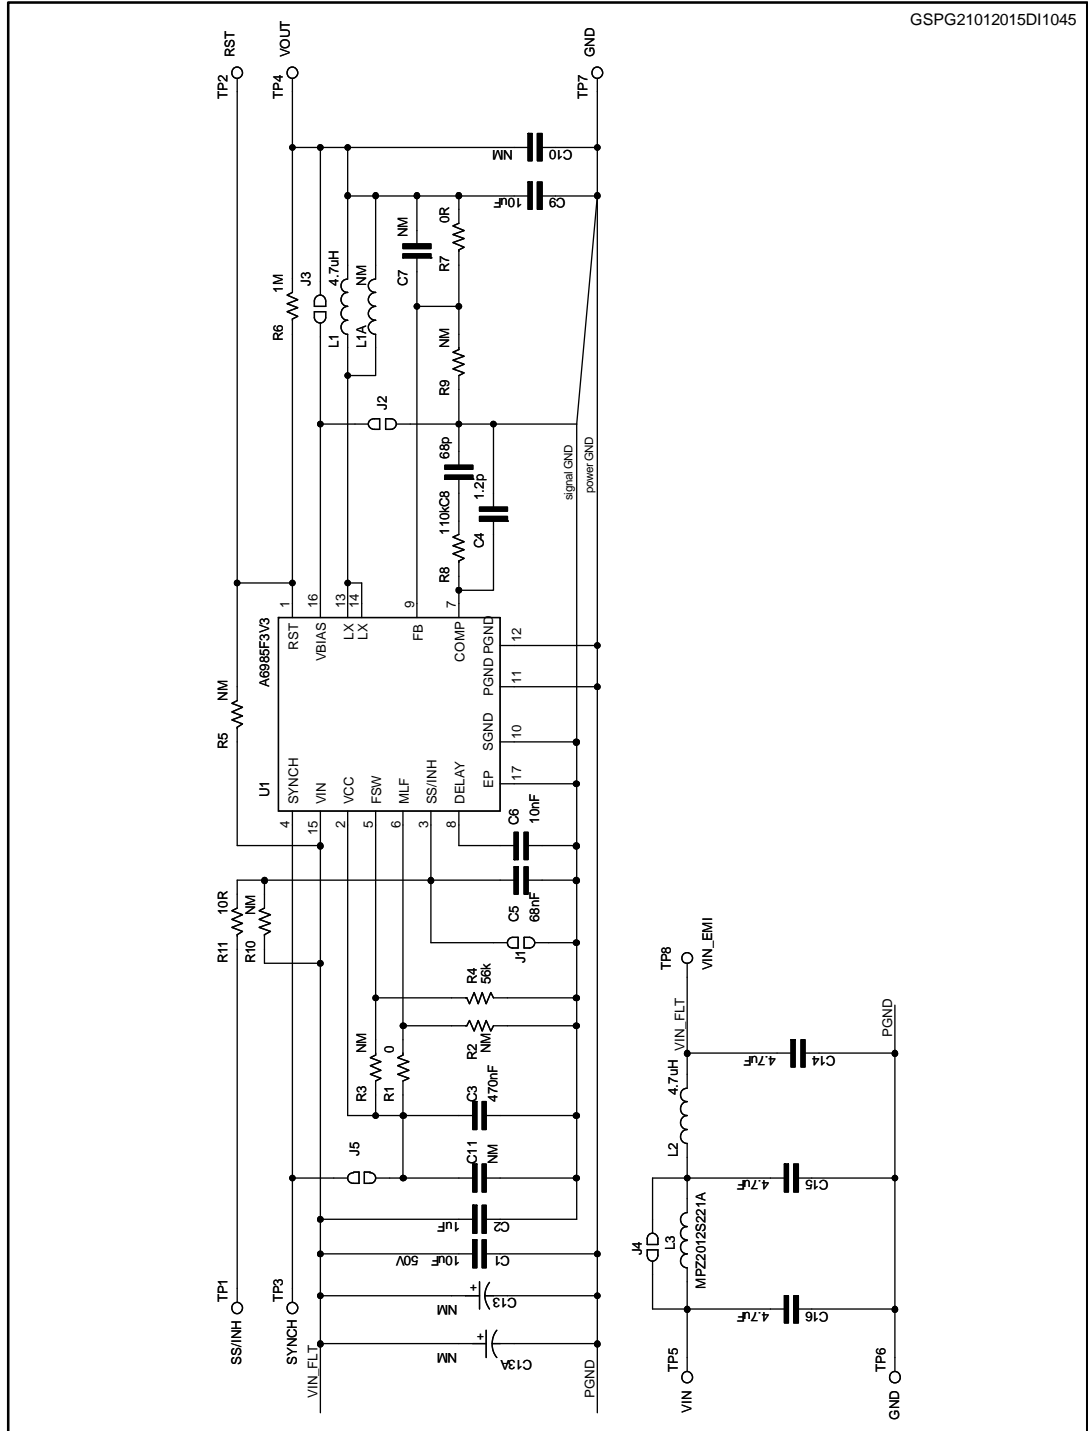 GSPG21012015DI1045
TP2 RST
TP4 VOUT
TP7 GND
NM C10
10uF C9
R6 1M
J3
L1 4.7uH
L1A NM
C7 NM
R7 0R
R9 NM
J2
68p
110k C8
R8
1.2p
C4
signal GND
power GND
R5 NM
U1 A6985F3V3
4 SYNCH
15 VIN
2 VCC
5 FSW
6 MLF
3 SS/INH
8 DELAY
RST 1
VBIAS 16
LX 13
LX 14
FB 9
COMP 7
EP 17
SGND 10
PGND 11
PGND 12
R11 10R
R10 NM
C6 10nF
C5 68nF
J1
R4 56k
R2 NM
R3 NM
R1 0
C3 470nF
J5
C11 NM
1uF C2
10uF 50V C1
NM + C13
NM + C13A
SS/INH TP1
SYNCH TP3
VIN_FLT
PGND
TP8 VIN_EMI
VIN_FLT
PGND
L2 4.7uH
4.7uF C14
4.7uF C15
J4
L3
MPZ2012S221A
4.7uF C16
VIN TP5
GND TP6